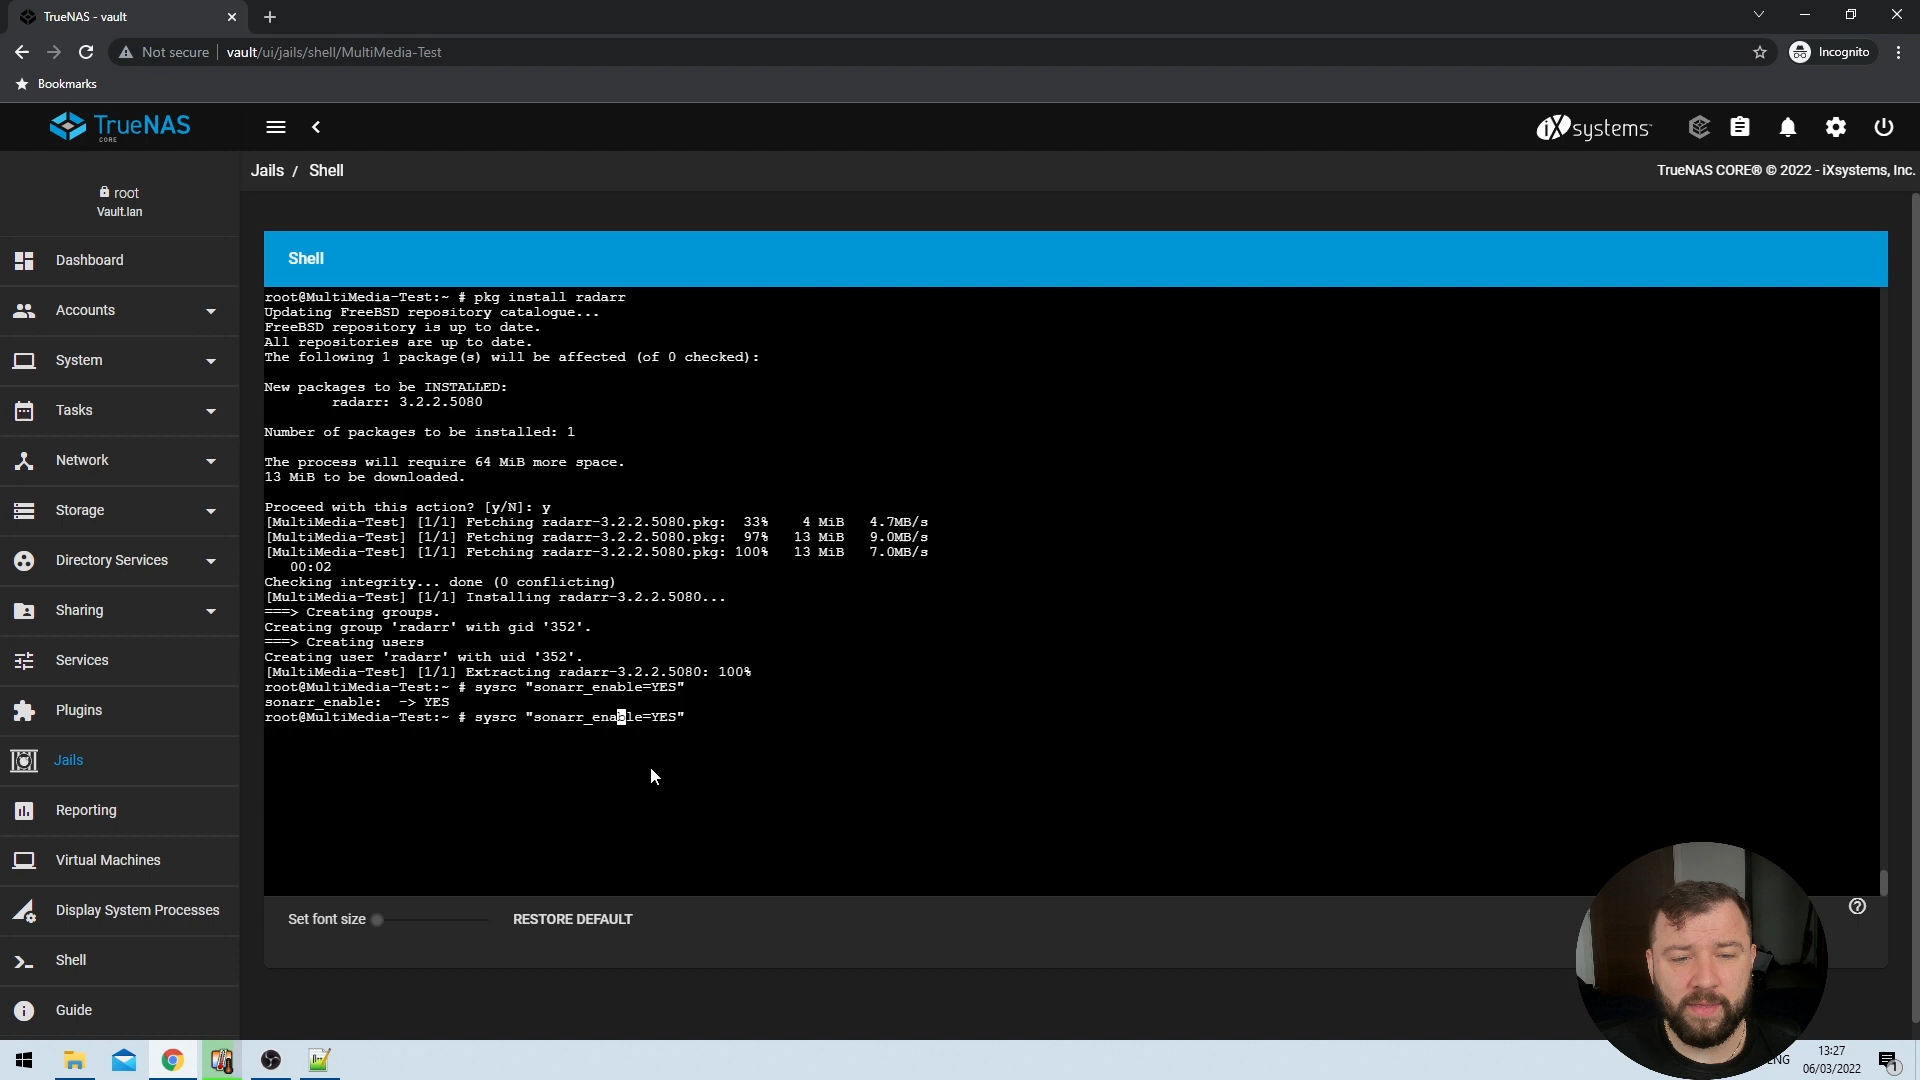 TrueNAS - vault
Not secure
vault/ui/jails/shell/MultiMedia-Test
Incognito
Bookmarks
TrueNAS
CORE
iXsystems
root
Vault.lan
Jails / Shell
TrueNAS CORE® © 2022 - iXsystems, Inc.
Dashboard
Accounts
System
Tasks
Network
Storage
Directory Services
Sharing
Services
Plugins
Jails
Reporting
Virtual Machines
Display System Processes
Shell
Guide
Shell
root@MultiMedia-Test:~ # pkg install radarr
Updating FreeBSD repository catalogue...
FreeBSD repository is up to date.
All repositories are up to date.
The following 1 package(s) will be affected (of 0 checked):
New packages to be INSTALLED:
radarr: 3.2.2.5080
Number of packages to be installed: 1
The process will require 64 MiB more space.
13 MiB to be downloaded.
Proceed with this action? [y/N]: y
[MultiMedia-Test] [1/1] Fetching radarr-3.2.2.5080.pkg: 33% 4 MiB 4.7MB/s
[MultiMedia-Test] [1/1] Fetching radarr-3.2.2.5080.pkg: 97% 13 MiB 9.0MB/s
[MultiMedia-Test] [1/1] Fetching radarr-3.2.2.5080.pkg: 100% 13 MiB 7.0MB/s
00:02
Checking integrity... done (0 conflicting)
[MultiMedia-Test] [1/1] Installing radarr-3.2.2.5080...
===> Creating groups.
Creating group 'radarr' with gid '352'.
===> Creating users
Creating user 'radarr' with uid '352'.
[MultiMedia-Test] [1/1] Extracting radarr-3.2.2.5080: 100%
root@MultiMedia-Test:~ # sysrc "sonarr_enable=YES"
sonarr_enable: -> YES
root@MultiMedia-Test:~ # sysrc "sonarr_enable=YES"
Set font size
RESTORE DEFAULT
13:27
06/03/2022
1